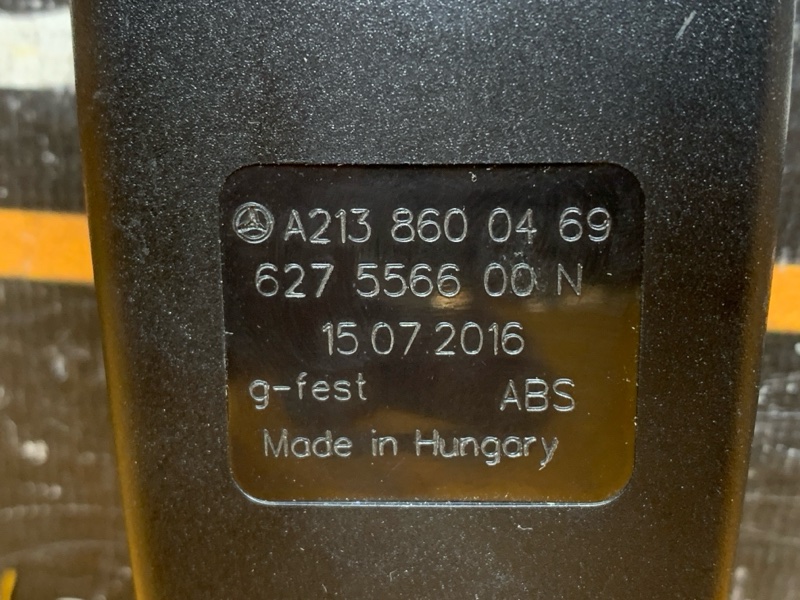 A213 860 04 69
627 5566 00 N
15.07.2016
g-fest ABS
Made in Hungary